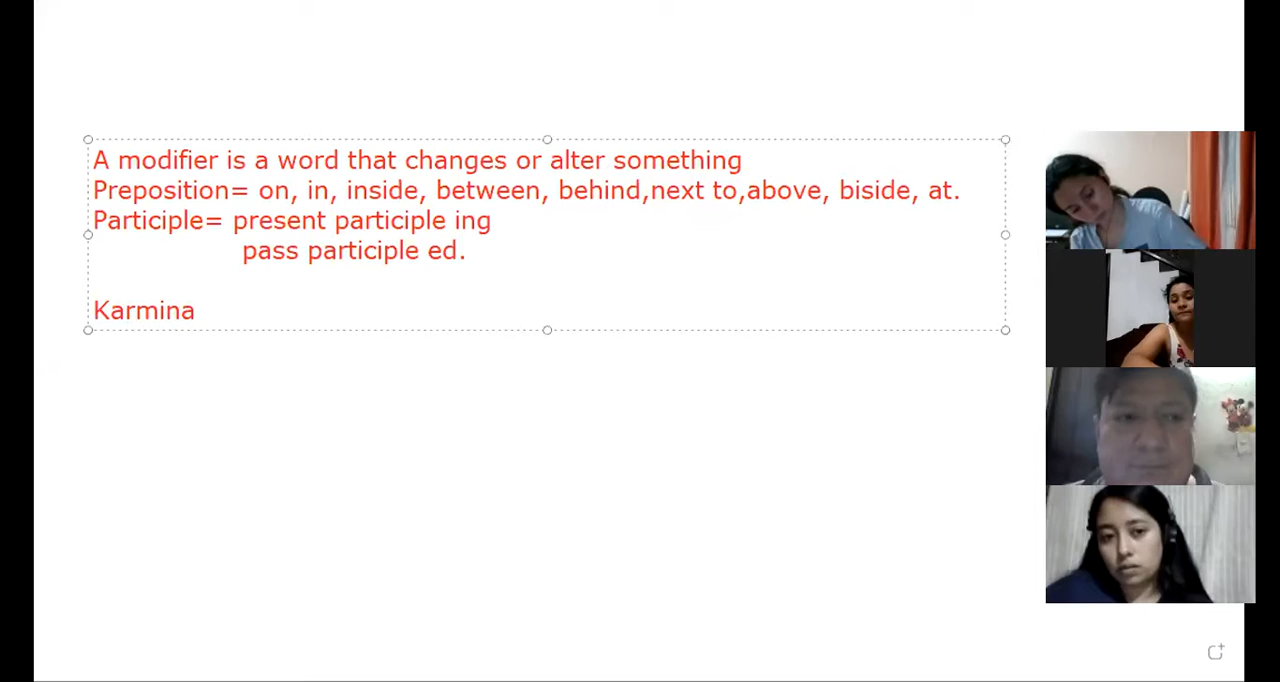 A modifier is a word that changes or alter something
Preposition= on, in, inside, between, behind,next to,above, biside, at.
Participle= present participle ing
pass participle ed.
Karmina